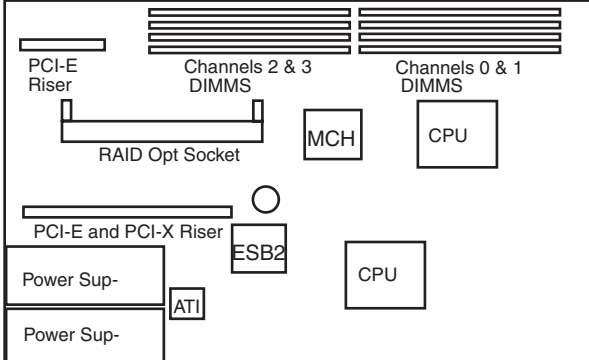 PCI-E
Riser
Channels 2 & 3
DIMMS
Channels 0 & 1
DIMMS
RAID Opt Socket
MCH
CPU
PCI-E and PCI-X Riser
ESB2
CPU
Power Sup-
ATI
Power Sup-